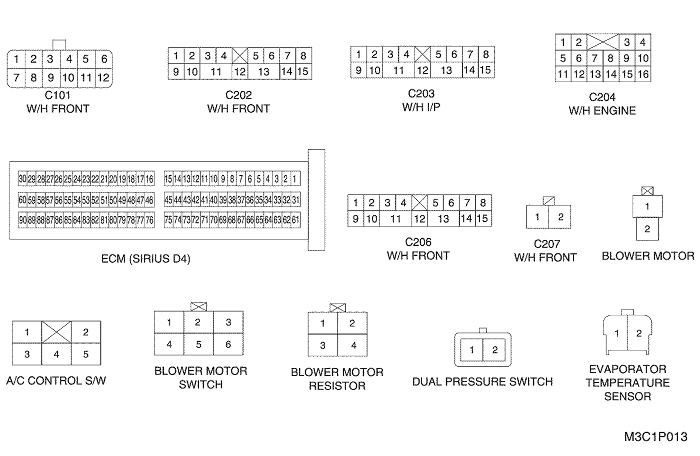 1 2 3 4 5 6
7 8 9 10 11 12
C101
W/H FRONT
1 2 3 4 5 6 7 8
9 10 11 12 13 14 15
C202
W/H FRONT
1 2 3 4 5 6 7 8
9 10 11 12 13 14 15
C203
W/H I/P
1 2 3 4
5 6 7 8 9 10
11 12 13 14 15 16
C204
W/H ENGINE
30 29 28 27 26 25 24 23 22 21 20 19 18 17 16 15 14 13 12 11 10 9 8 7 6 5 4 3 2 1
60 59 58 57 56 55 54 53 52 51 50 49 48 47 46 45 44 43 42 41 40 39 38 37 36 35 34 33 32 31
90 89 88 87 86 85 84 83 82 81 80 79 78 77 76 75 74 73 72 71 70 69 68 67 66 65 64 63 62 61
ECM (SIRIUS D4)
1 2 3 4 5 6 7 8
9 10 11 12 13 14 15
C206
W/H FRONT
1 2
C207
W/H FRONT
1
2
BLOWER MOTOR
1 2
3 4 5
A/C CONTROL S/W
1 2 3
4 5 6
BLOWER MOTOR
SWITCH
1 2
3 4
BLOWER MOTOR
RESISTOR
1 2
DUAL PRESSURE SWITCH
1 2
EVAPORATOR
TEMPERATURE
SENSOR
M3C1P013